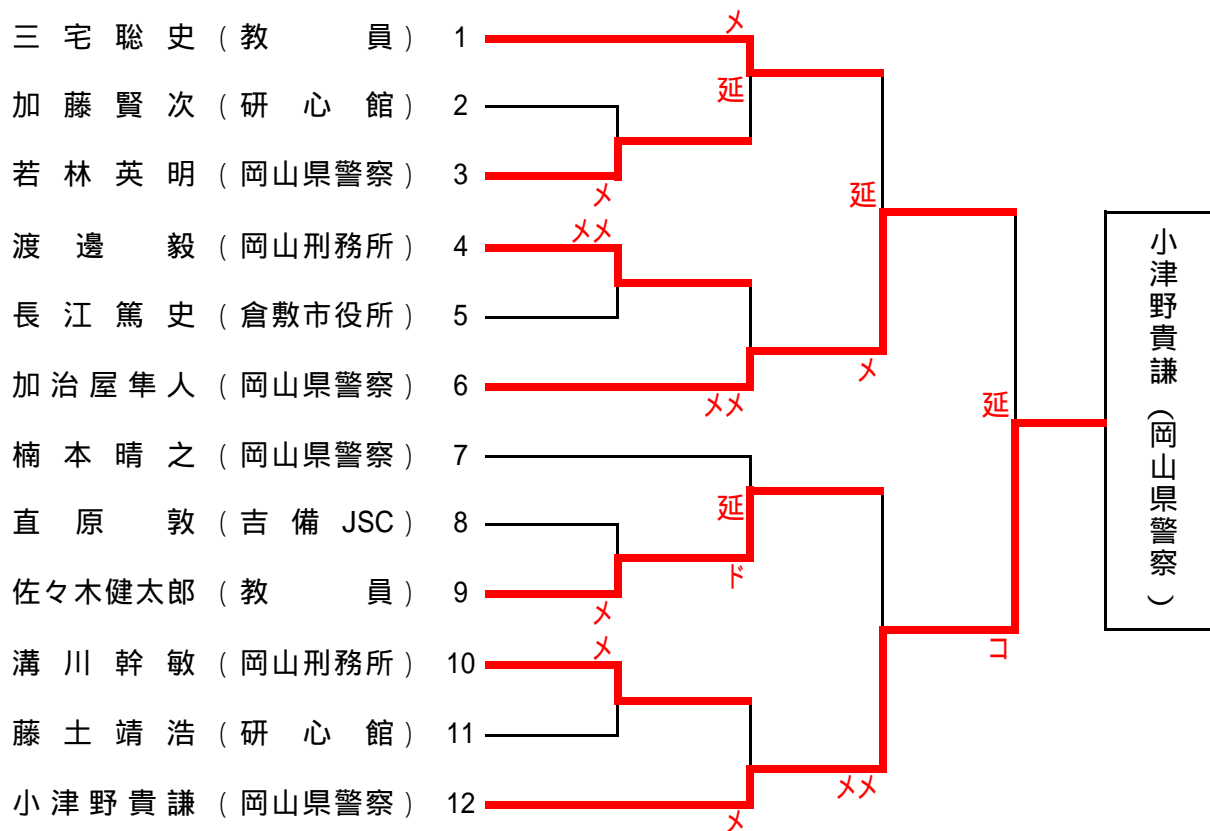 三宅聡史(教員) 1
加藤賢次(研心館) 2
若林英明(岡山県警察) 3
渡邊毅(岡山刑務所) 4
長江篤史(倉敷市役所) 5
加治屋隼人(岡山県警察) 6
楠本晴之(岡山県警察) 7
直原敦(吉備JSC) 8
佐々木健太郎(教員) 9
溝川幹敏(岡山刑務所) 10
藤土靖浩(研心館) 11
小津野貴謙(岡山県警察) 12
メ
メ
メメ
メ
メ
延
メメ
延
ド
メ
延
メ
メメ
延
コ
小津野貴謙(岡山県警察)